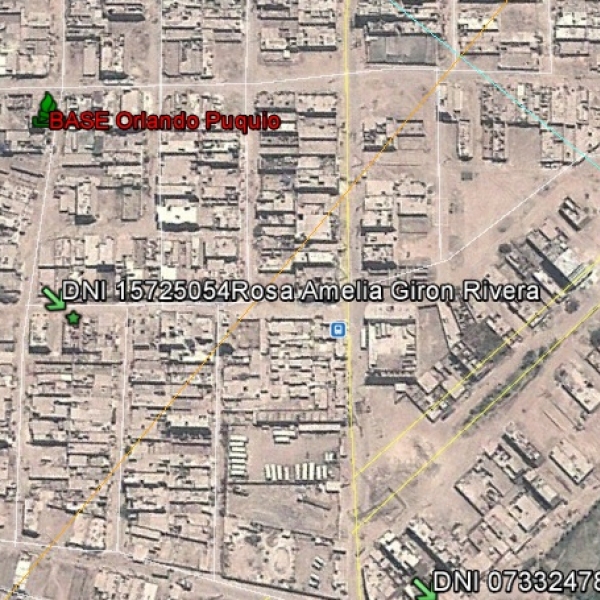 BASE Orlando Puquio
DNI 15725054Rosa Amelia Giron Rivera
DNI 07332478